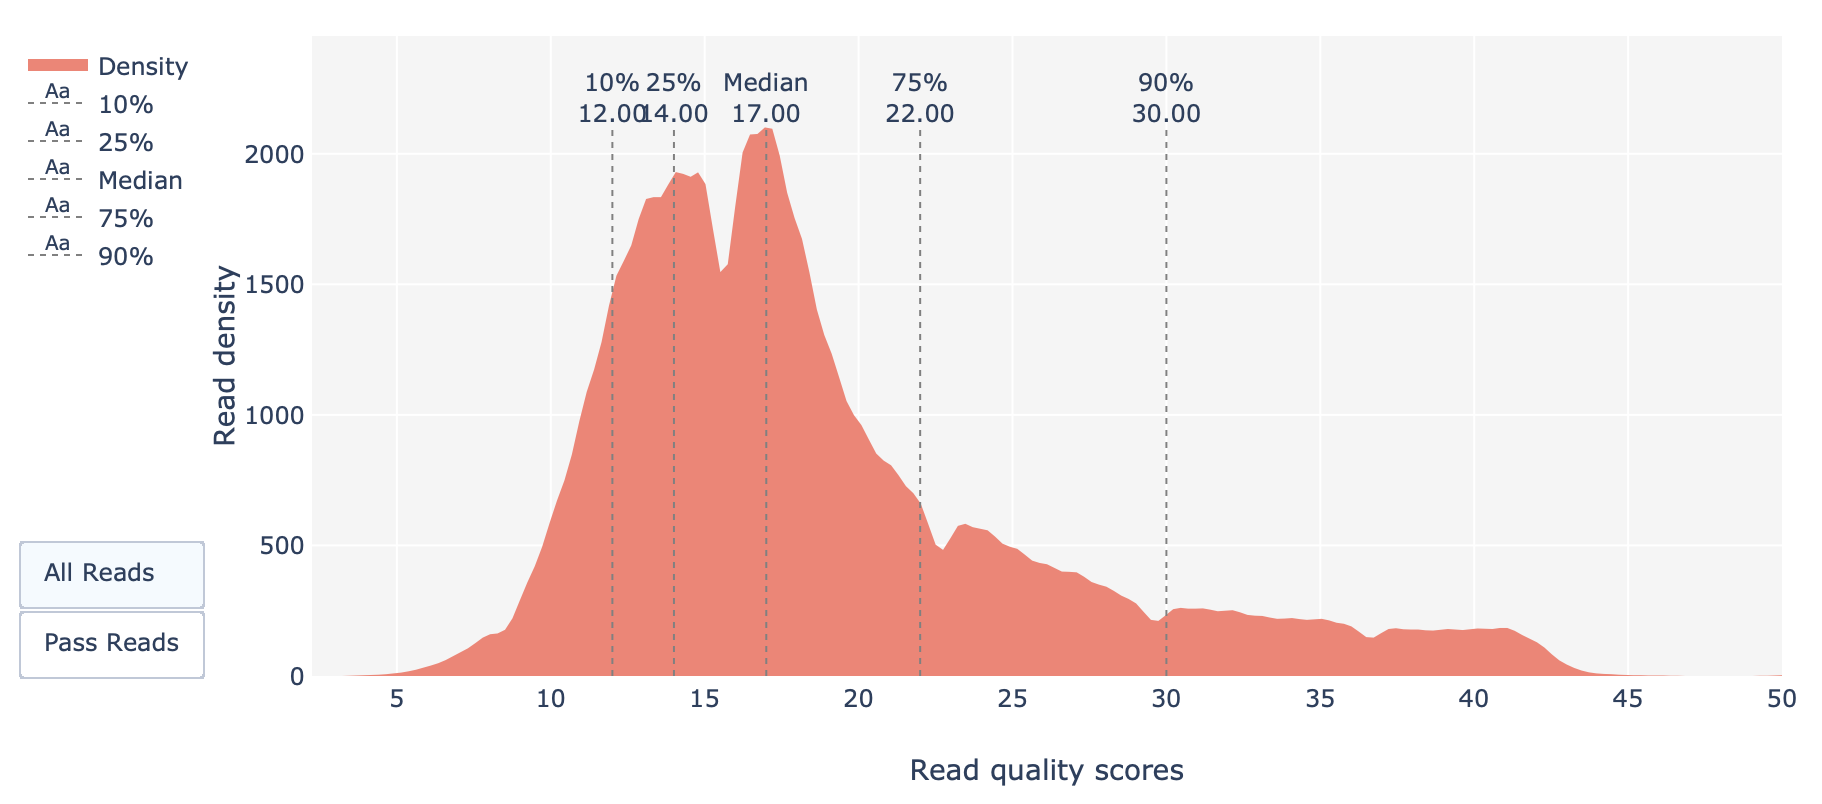 Density
Aa
10%
Aa
25%
Aa
Median
Aa
75%
Aa
90%
All Reads
Pass Reads
10% 25% Median 75% 90%
12.00 14.00 17.00 22.00 30.00
Read density
2000
1500
1000
500
0
5 10 15 20 25 30 35 40 45 50
Read quality scores